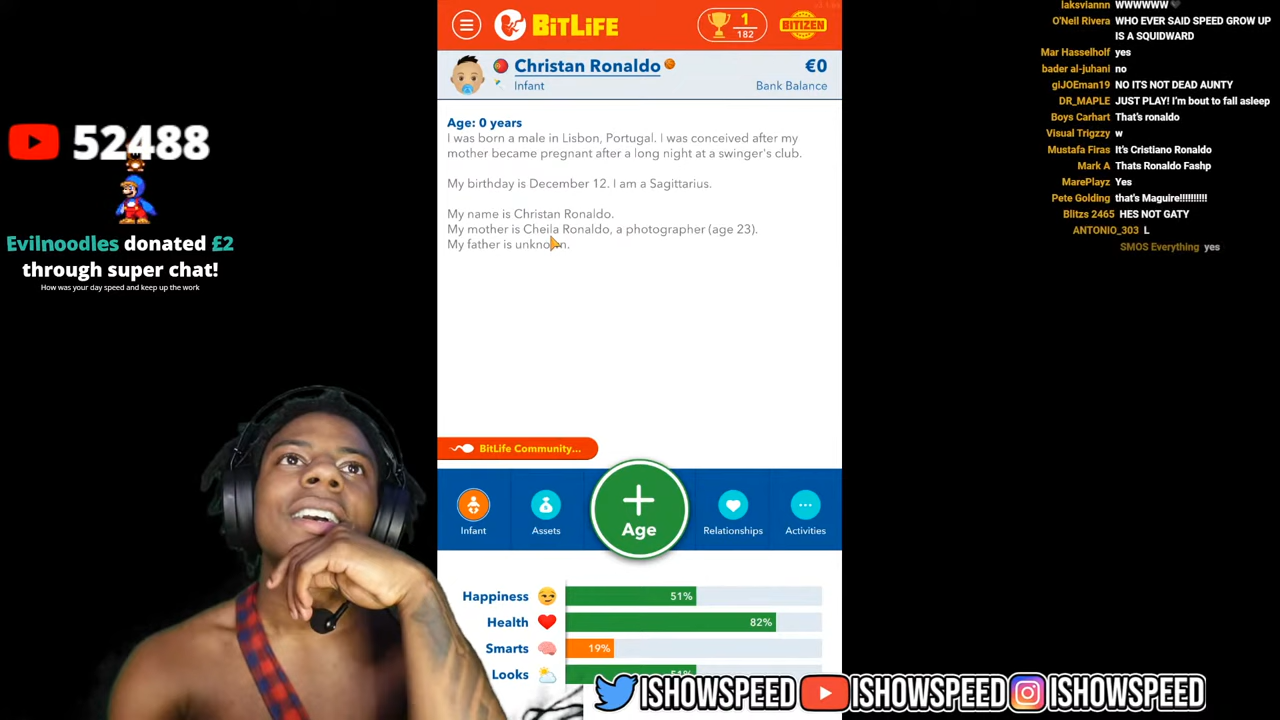 BitLife
1
182
BITIZEN
Christan Ronaldo
€0
Infant
Bank Balance
Age: 0 years
I was born a male in Lisbon, Portugal. I was conceived after my
mother became pregnant after a long night at a swinger's club.
My birthday is December 12. I am a Sagittarius.
My name is Christan Ronaldo.
My mother is Cheila Ronaldo, a photographer (age 23).
My father is unknown.
BitLife Community...
Infant
Assets
+
Age
Relationships
Activities
Happiness
51%
Health
82%
Smarts
19%
Looks
51%
52488
Evilnoodles donated £2
through super chat!
How was your day speed and keep up the work
laksviannn WWWWWW
O'Neil Rivera WHO EVER SAID SPEED GROW UP
IS A SQUIDWARD
Mar Hasselholf yes
bader al-juhani no
giJOEman19 NO ITS NOT DEAD AUNTY
DR_MAPLE JUST PLAY! I'm bout to fall asleep
Boys Carhart That's ronaldo
Visual Trigzzy w
Mustafa Firas It's Cristiano Ronaldo
Mark A Thats Ronaldo Fashp
MarePlayz Yes
Pete Golding that's Maguire!!!!!!!!!!
Blitzs 2465 HES NOT GATY
ANTONIO_303 L
SMOS Everything yes
ISHOWSPEED ISHOWSPEED ISHOWSPEED